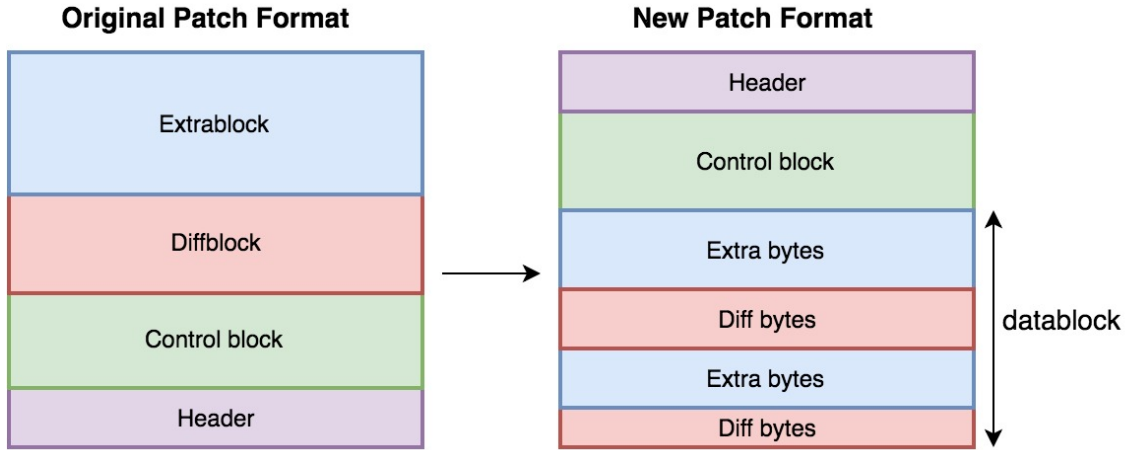 Original Patch Format
Extrablock
Diffblock
Control block
Header
New Patch Format
Header
Control block
Extra bytes
Diff bytes
Extra bytes
Diff bytes
datablock